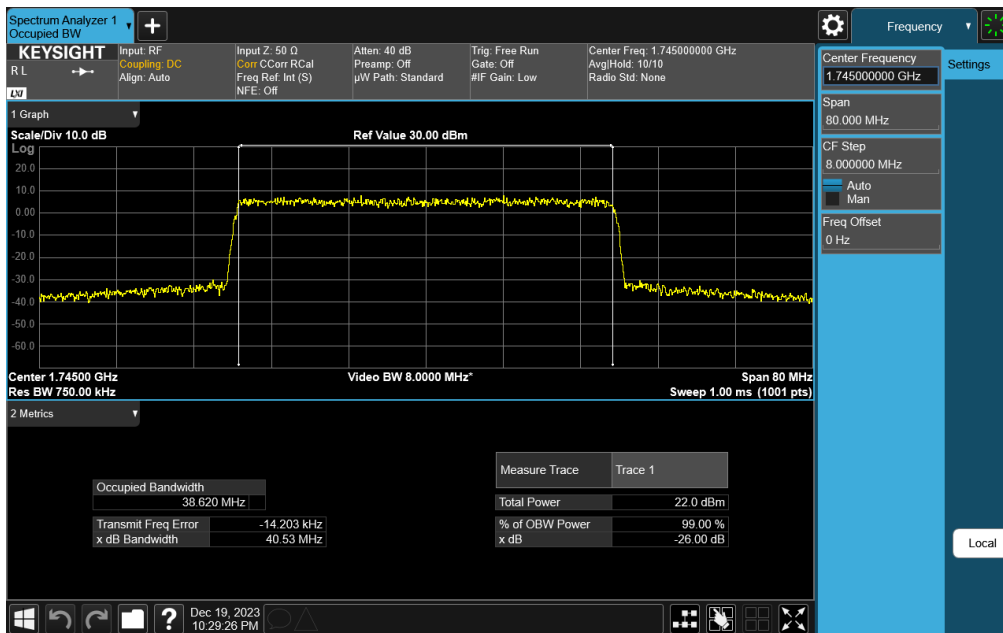 Spectrum Analyzer 1
Occupied BW
Frequency
KEYSIGHT
R L
LXI
Input: RF
Coupling: DC
Align: Auto
Input Z: 50 Ω
Corr CCorr RCal
Freq Ref: Int (S)
NFE: Off
Atten: 40 dB
Preamp: Off
µW Path: Standard
Trig: Free Run
Gate: Off
#IF Gain: Low
Center Freq: 1.745000000 GHz
Avg|Hold: 10/10
Radio Std: None
Center Frequency
1.745000000 GHz
Settings
Span
80.000 MHz
CF Step
8.000000 MHz
Auto
Man
Freq Offset
0 Hz
Local
1 Graph
Scale/Div 10.0 dB
Ref Value 30.00 dBm
Log
20.0
10.0
0.00
-10.0
-20.0
-30.0
-40.0
-50.0
-60.0
Center 1.74500 GHz
Video BW 8.0000 MHz*
Span 80 MHz
Res BW 750.00 kHz
Sweep 1.00 ms (1001 pts)
2 Metrics
Measure Trace Trace 1
Occupied Bandwidth
38.620 MHz
Total Power 22.0 dBm
Transmit Freq Error -14.203 kHz
% of OBW Power 99.00 %
x dB Bandwidth 40.53 MHz
x dB -26.00 dB
?
Dec 19, 2023
10:29:26 PM